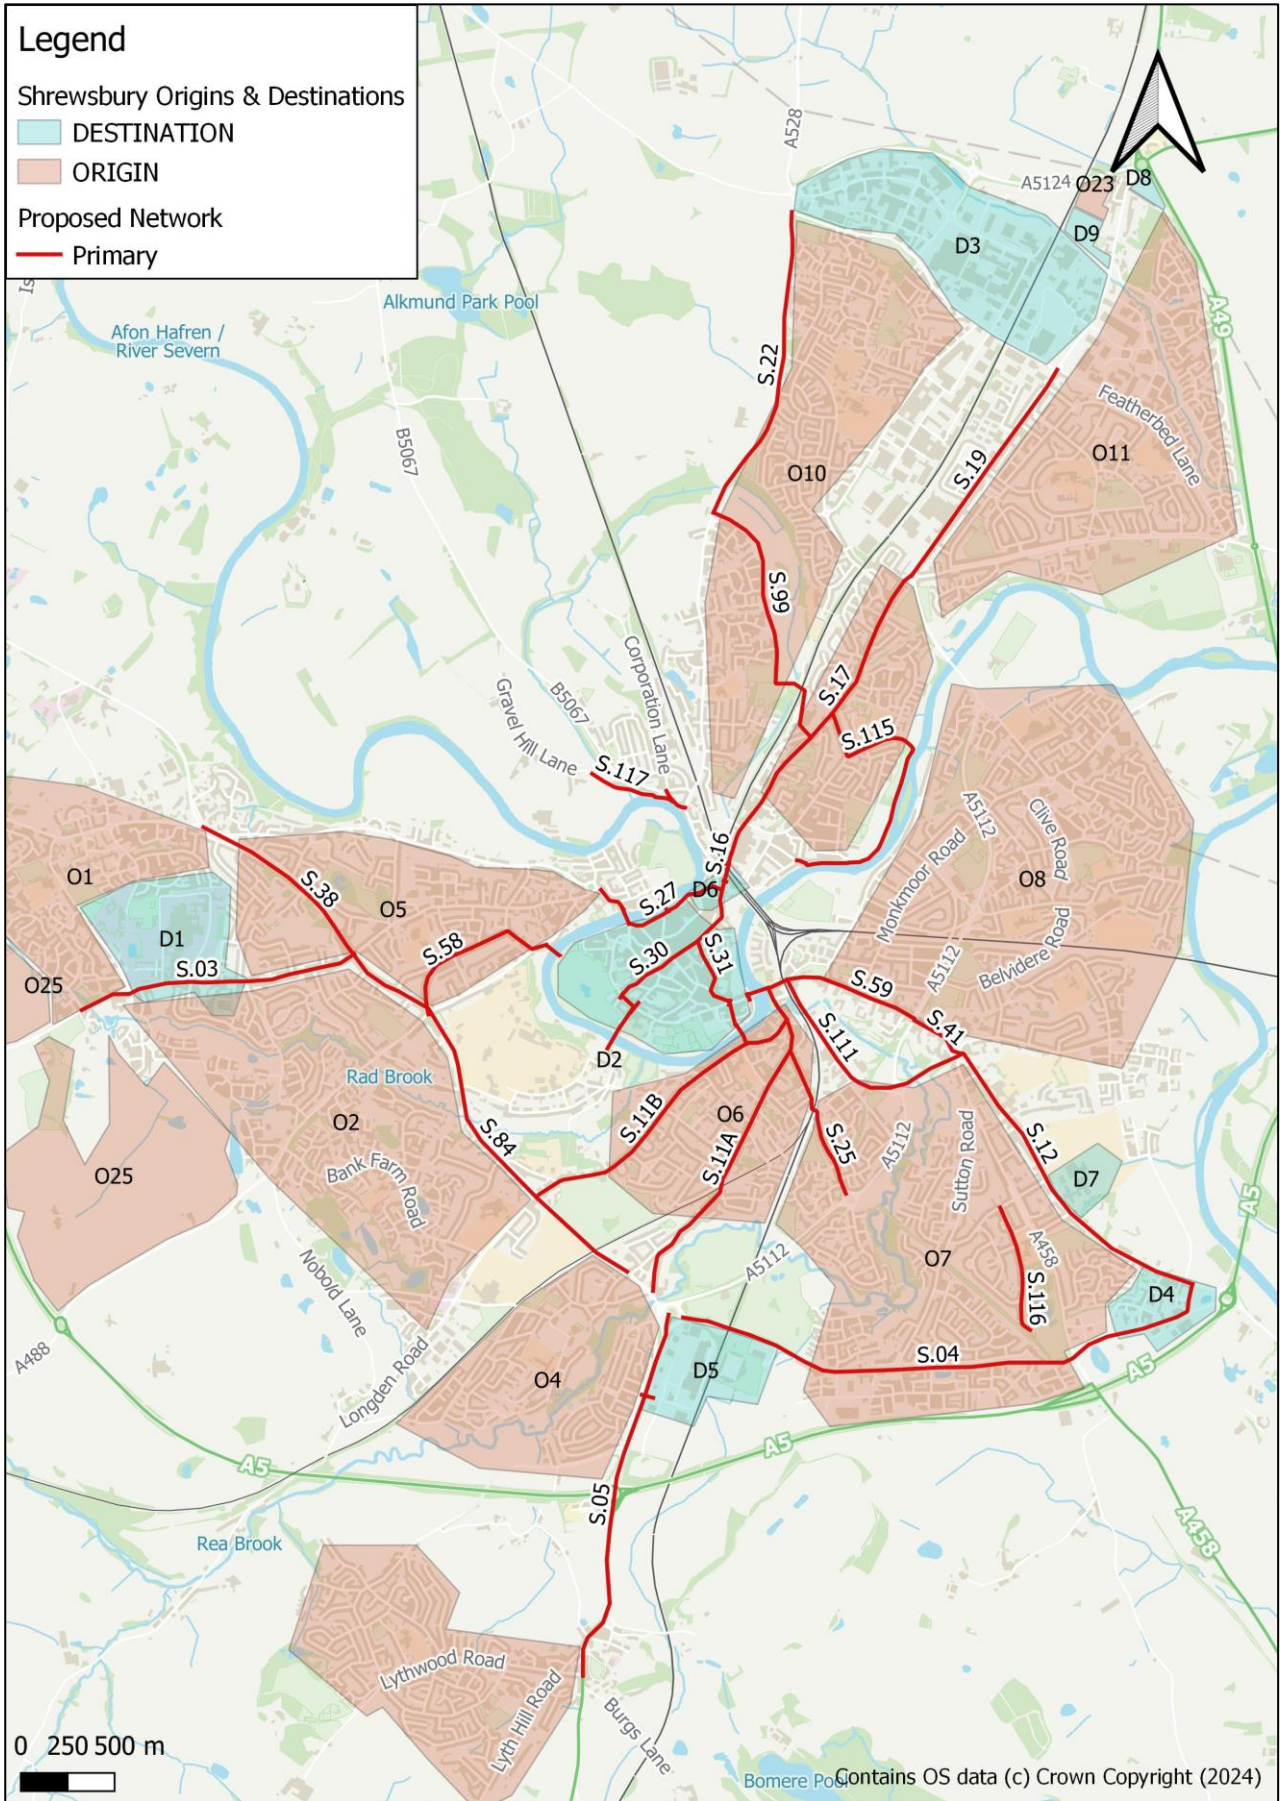 Legend
Shrewsbury Origins & Destinations
DESTINATION
ORIGIN
Proposed Network
Primary
A528
A5124
O23
D8
D9
D3
A49
Alkmund Park Pool
Afon Hafren /
River Severn
Is
S.22
B5067
Featherbed Lane
O11
S.19
O10
S.99
Corporation Lane
B5067
Gravel Hill Lane
S.17
S.115
S.117
A5112
Clive Road
Monkmoor Road
O8
S.16
D6
S.27
O1
S.38
O5
D1
S.58
S.30
S.31
A5112
Belvidere Road
S.03
O25
S.59
S.41
S.111
D2
Rad Brook
O2
S.84
S.11B
O6
S.11A
S.25
A5112
Sutton Road
S.12
D7
O25
Bank Farm
Road
A5
Nobold Lane
A5112
O7
A458
S.116
D4
A488
Longden Road
O4
D5
S.04
A5
A5
A5
S.05
A458
Rea Brook
Lythwood Road
Lyth Hill Road
Burgs Lane
0 250 500 m
Bomere Pool
Contains OS data (c) Crown Copyright (2024)